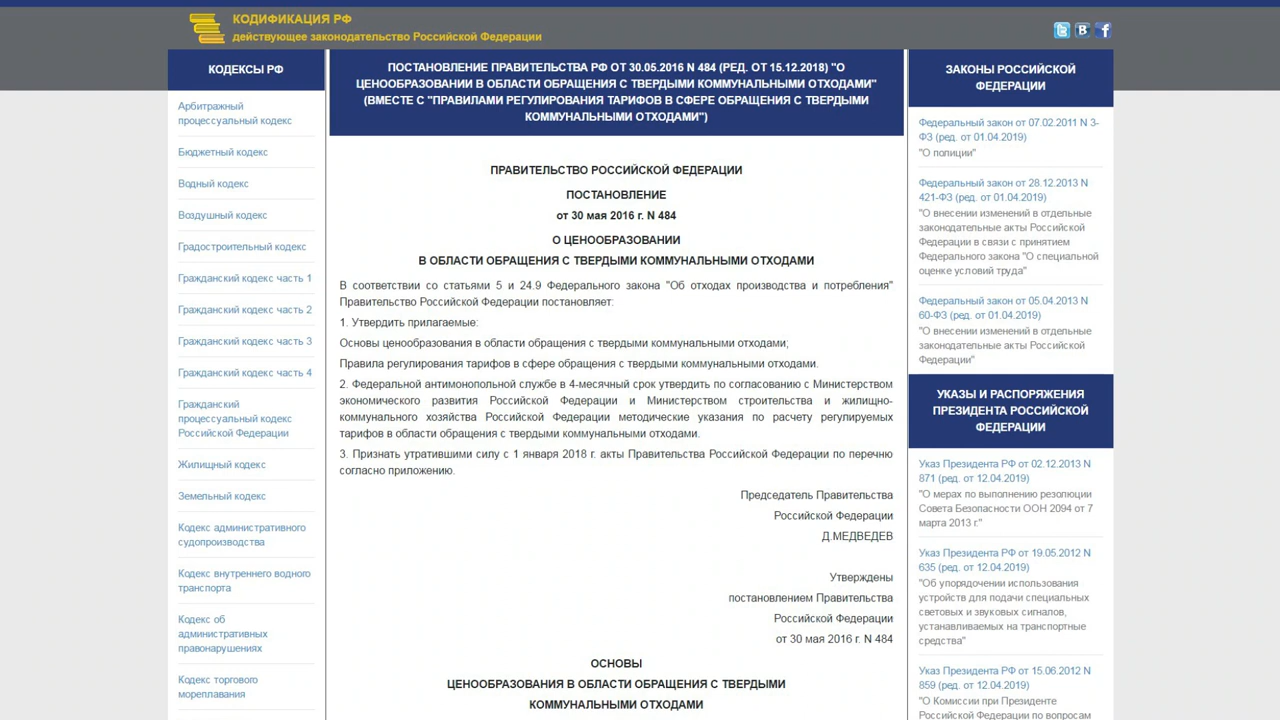 КОДИФИКАЦИЯ РФ
действующее законодательство Российской Федерации
КОДЕКСЫ РФ
Арбитражный
процессуальный кодекс
Бюджетный кодекс
Водный кодекс
Воздушный кодекс
Градостроительный кодекс
Гражданский кодекс часть 1
Гражданский кодекс часть 2
Гражданский кодекс часть 3
Гражданский кодекс часть 4
Гражданский
процессуальный кодекс
Российской Федерации
Жилищный кодекс
Земельный кодекс
Кодекс административного
судопроизводства
Кодекс внутреннего водного
транспорта
Кодекс об
административных
правонарушениях
Кодекс торгового
мореплавания
ПОСТАНОВЛЕНИЕ ПРАВИТЕЛЬСТВА РФ ОТ 30.05.2016 N 484 (РЕД. ОТ 15.12.2018) "О
ЦЕНООБРАЗОВАНИИ В ОБЛАСТИ ОБРАЩЕНИЯ С ТВЕРДЫМИ КОММУНАЛЬНЫМИ ОТХОДАМИ"
(ВМЕСТЕ С "ПРАВИЛАМИ РЕГУЛИРОВАНИЯ ТАРИФОВ В СФЕРЕ ОБРАЩЕНИЯ С ТВЕРДЫМИ
КОММУНАЛЬНЫМИ ОТХОДАМИ")
ПРАВИТЕЛЬСТВО РОССИЙСКОЙ ФЕДЕРАЦИИ
ПОСТАНОВЛЕНИЕ
от 30 мая 2016 г. N 484
О ЦЕНООБРАЗОВАНИИ
В ОБЛАСТИ ОБРАЩЕНИЯ С ТВЕРДЫМИ КОММУНАЛЬНЫМИ ОТХОДАМИ
В соответствии со статьями 5 и 24.9 Федерального закона "Об отходах производства и потребления"
Правительство Российской Федерации постановляет:
1. Утвердить прилагаемые:
Основы ценообразования в области обращения с твердыми коммунальными отходами;
Правила регулирования тарифов в сфере обращения с твердыми коммунальными отходами.
2. Федеральной антимонопольной службе в 4-месячный срок утвердить по согласованию с Министерством
экономического развития Российской Федерации и Министерством строительства и жилищно-
коммунального хозяйства Российской Федерации методические указания по расчету регулируемых
тарифов в области обращения с твердыми коммунальными отходами.
3. Признать утратившими силу с 1 января 2018 г. акты Правительства Российской Федерации по перечню
согласно приложению.
Председатель Правительства
Российской Федерации
Д.МЕДВЕДЕВ
Утверждены
постановлением Правительства
Российской Федерации
от 30 мая 2016 г. N 484
ОСНОВЫ
ЦЕНООБРАЗОВАНИЯ В ОБЛАСТИ ОБРАЩЕНИЯ С ТВЕРДЫМИ
КОММУНАЛЬНЫМИ ОТХОДАМИ
ЗАКОНЫ РОССИЙСКОЙ
ФЕДЕРАЦИИ
Федеральный закон от 07.02.2011 N 3-
ФЗ (ред. от 01.04.2019)
"О полиции"
Федеральный закон от 28.12.2013 N
421-ФЗ (ред. от 01.04.2019)
"О внесении изменений в отдельные
законодательные акты Российской
Федерации в связи с принятием
Федерального закона "О специальной
оценке условий труда"
Федеральный закон от 05.04.2013 N
60-ФЗ (ред. от 01.04.2019)
"О внесении изменений в отдельные
законодательные акты Российской
Федерации"
УКАЗЫ И РАСПОРЯЖЕНИЯ
ПРЕЗИДЕНТА РОССИЙСКОЙ
ФЕДЕРАЦИИ
Указ Президента РФ от 02.12.2013 N
871 (ред. от 12.04.2019)
"О мерах по выполнению резолюции
Совета Безопасности ООН 2094 от 7
марта 2013 г."
Указ Президента РФ от 19.05.2012 N
635 (ред. от 12.04.2019)
"Об упорядочении использования
устройств для подачи специальных
световых и звуковых сигналов,
устанавливаемых на транспортные
средства"
Указ Президента РФ от 15.06.2012 N
859 (ред. от 12.04.2019)
"О Комиссии при Президенте
Российской Федерации по вопросам